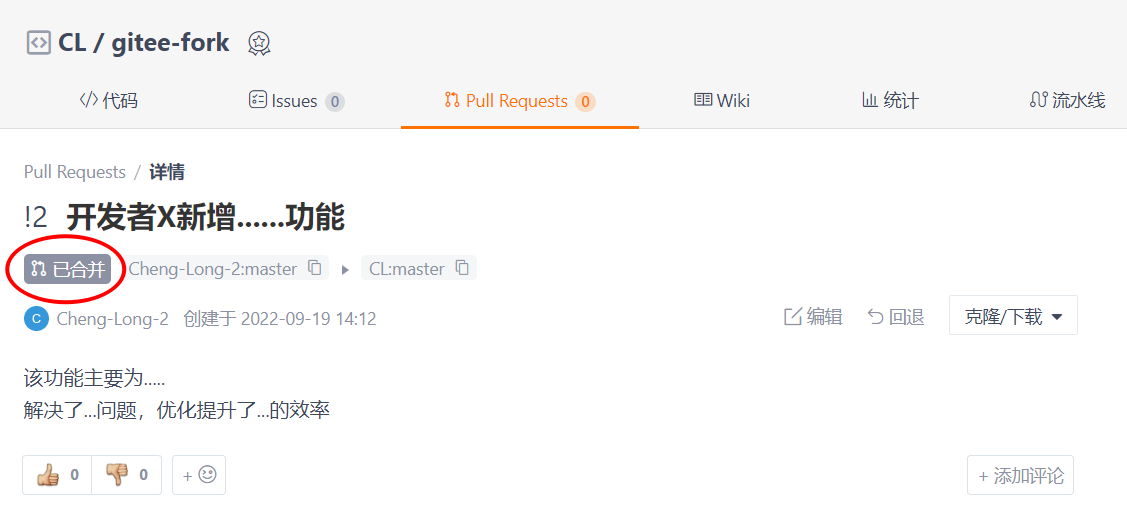 CL / gitee-fork
代码 Issues 0 Pull Requests 0 Wiki 统计 流水线
Pull Requests / 详情
!2 开发者X新增......功能
已合并 Cheng-Long-2:master CL:master
C Cheng-Long-2 创建于 2022-09-19 14:12 编辑 回退 克隆/下载
该功能主要为.....
解决了...问题，优化提升了...的效率
0 0 + + 添加评论